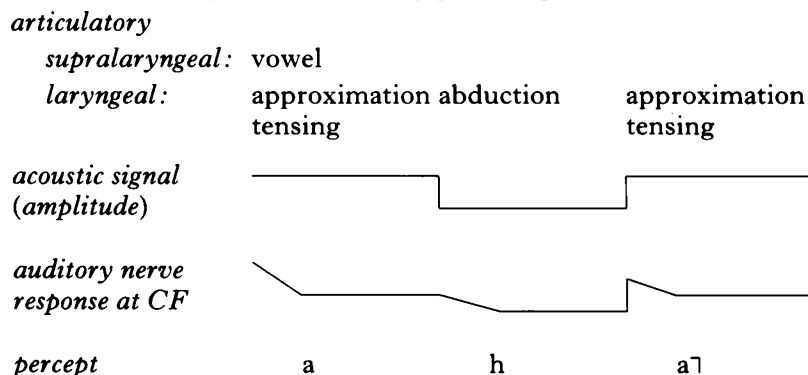 articulatory
supralaryngeal: vowel
laryngeal: approximation abduction approximation
tensing tensing
acoustic signal
(amplitude)
auditory nerve
response at CF
percept a h a˥